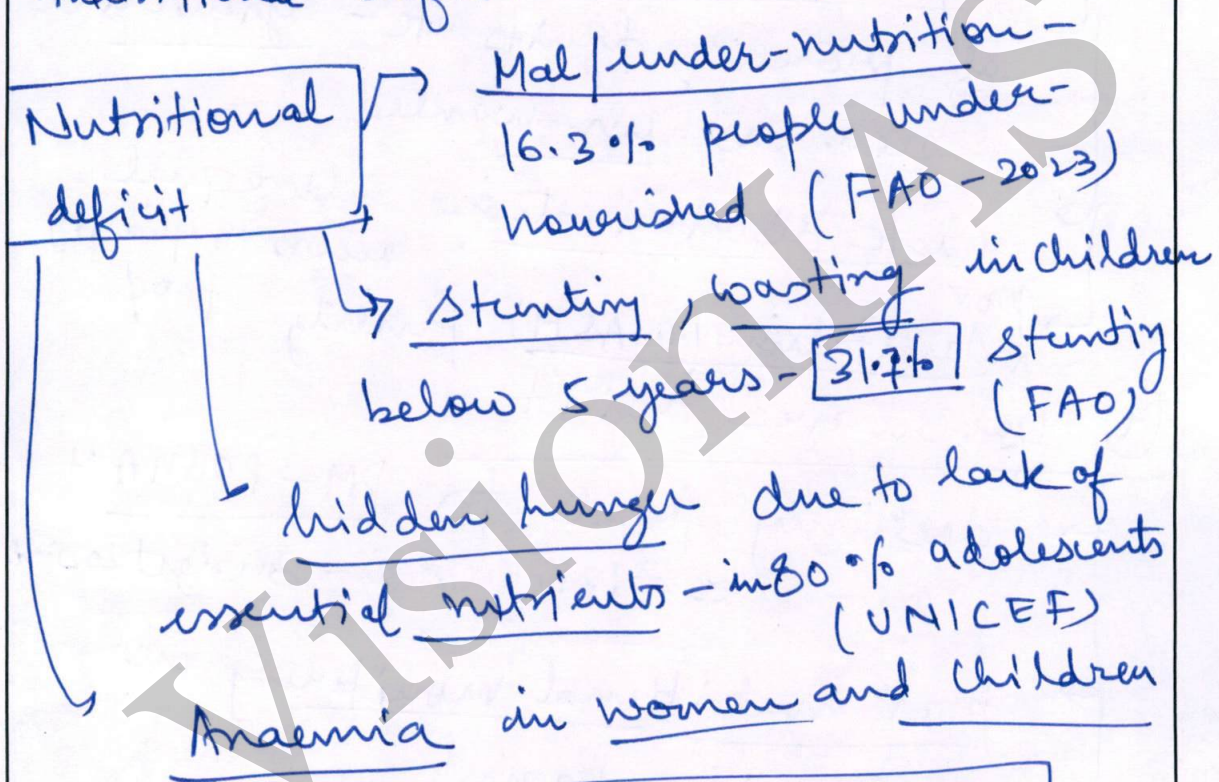 Nutritional
deficit
Mal/under-nutrition -
16.3% people under-
nourished (FAO - 2023)
stunting, wasting in children
below 5 years - 31.7% stunting
(FAO)
hidden hunger due to lack of
essential nutrients - in 80% adolescents
(UNICEF)
Anaemia in women and children
VisionIAS